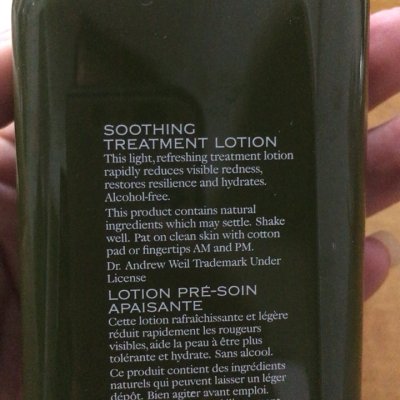 SOOTHING
TREATMENT LOTION
This light, refreshing treatment lotion
rapidly reduces visible redness,
restores resilience and hydrates.
Alcohol-free.
This product contains natural
ingredients which may settle. Shake
well. Pat on clean skin with cotton
pad or fingertips AM and PM.
Dr. Andrew Weil Trademark Under
License
LOTION PRÉ-SOIN
APAISANTE
Cette lotion rafraîchissante et légère
réduit rapidement les rougeurs
visibles, aide la peau à être plus
tolérante et hydrate. Sans alcool.
Ce produit contient des ingrédients
naturels qui peuvent laisser un léger
dépôt. Bien agiter avant emploi.